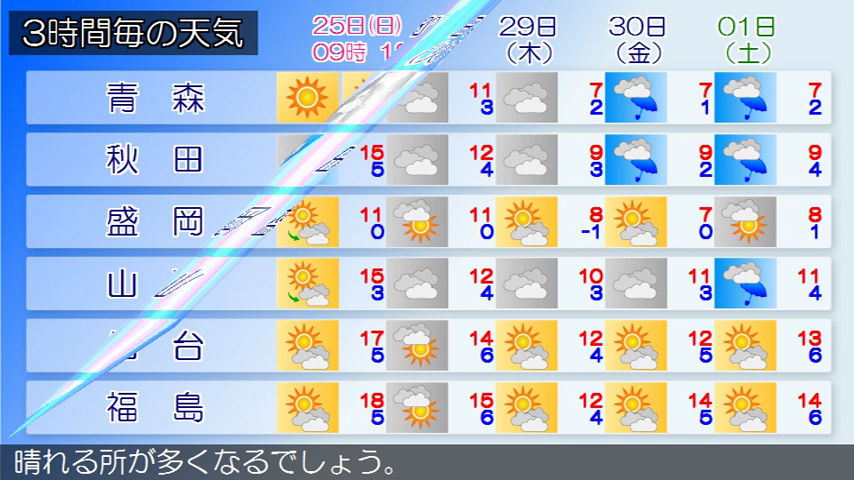 3時間毎の天気
25日(日) 29日 30日 01日
09時 (木) (金) (土)
青森 11 3 7 2 7 1 7 2
秋田 15 5 12 4 9 3 9 2 9 4
盛岡 11 0 11 0 8 -1 7 0 8 1
山 15 3 12 4 10 3 11 3 11 4
台 17 5 14 6 12 4 12 5 13 6
福島 18 5 15 6 12 4 14 5 14 6
晴れる所が多くなるでしょう。